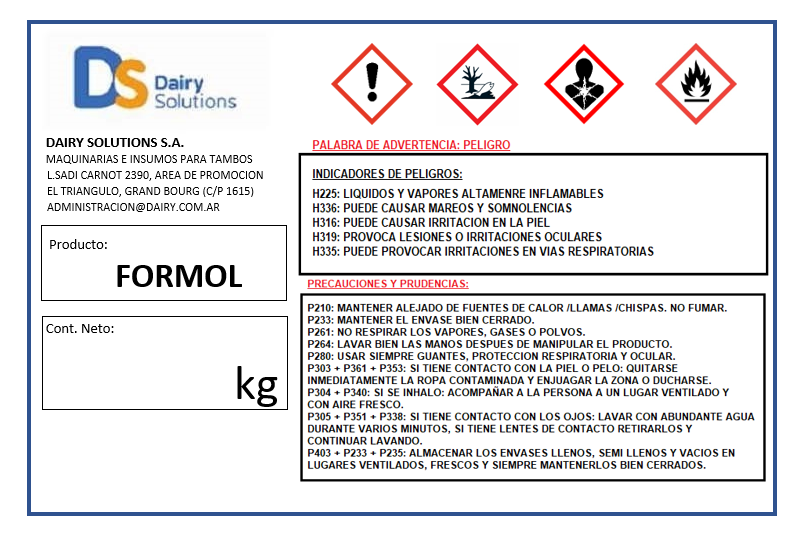 DS Dairy
Solutions
DAIRY SOLUTIONS S.A.
MAQUINARIAS E INSUMOS PARA TAMBOS
L.SADI CARNOT 2390, AREA DE PROMOCION
EL TRIANGULO, GRAND BOURG (C/P 1615)
ADMINISTRACION@DAIRY.COM.AR
Producto:
FORMOL
Cont. Neto:
kg
PALABRA DE ADVERTENCIA: PELIGRO
INDICADORES DE PELIGROS:
H225: LIQUIDOS Y VAPORES ALTAMENRE INFLAMABLES
H336: PUEDE CAUSAR MAREOS Y SOMNOLENCIAS
H316: PUEDE CAUSAR IRRITACION EN LA PIEL
H319: PROVOCA LESIONES O IRRITACIONES OCULARES
H335: PUEDE PROVOCAR IRRITACIONES EN VIAS RESPIRATORIAS
PRECAUCIONES Y PRUDENCIAS:
P210: MANTENER ALEJADO DE FUENTES DE CALOR /LLAMAS /CHISPAS. NO FUMAR.
P233: MANTENER EL ENVASE BIEN CERRADO.
P261: NO RESPIRAR LOS VAPORES, GASES O POLVOS.
P264: LAVAR BIEN LAS MANOS DESPUES DE MANIPULAR EL PRODUCTO.
P280: USAR SIEMPRE GUANTES, PROTECCION RESPIRATORIA Y OCULAR.
P303 + P361 + P353: SI TIENE CONTACTO CON LA PIEL O PELO: QUITARSE
INMEDIATAMENTE LA ROPA CONTAMINADA Y ENJUAGAR LA ZONA O DUCHARSE.
P304 + P340: SI SE INHALO: ACOMPAÑAR A LA PERSONA A UN LUGAR VENTILADO Y
CON AIRE FRESCO.
P305 + P351 + P338: SI TIENE CONTACTO CON LOS OJOS: LAVAR CON ABUNDANTE AGUA
DURANTE VARIOS MINUTOS, SI TIENE LENTES DE CONTACTO RETIRARLOS Y
CONTINUAR LAVANDO.
P403 + P233 + P235: ALMACENAR LOS ENVASES LLENOS, SEMI LLENOS Y VACIOS EN
LUGARES VENTILADOS, FRESCOS Y SIEMPRE MANTENERLOS BIEN CERRADOS.